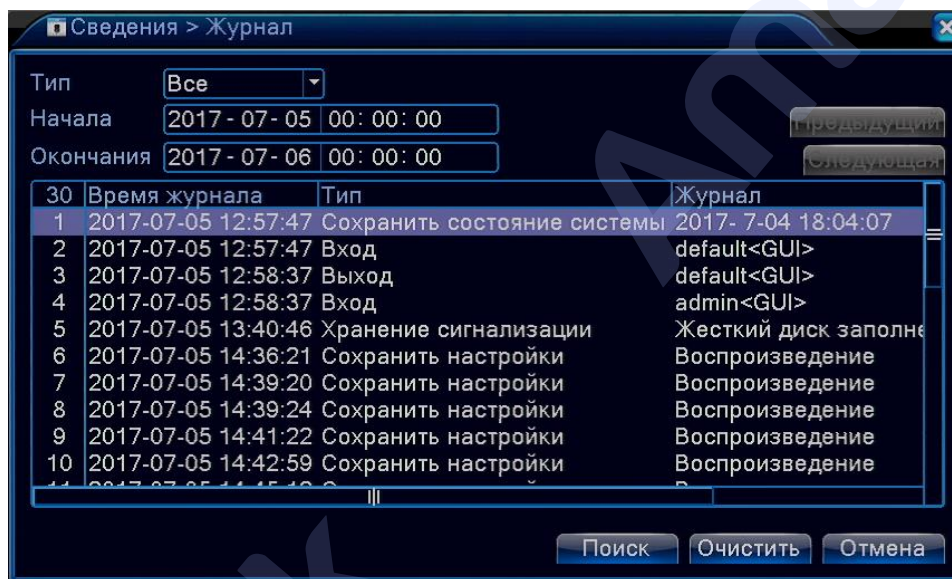 Сведения > Журнал
Тип Все
Начала 2017 - 07 - 05 00: 00: 00
Предыдущий
Окончания 2017 - 07 - 06 00: 00: 00
Следующая
30 Время журнала Тип Журнал
1 2017-07-05 12:57:47 Сохранить состояние системы 2017- 7-04 18:04:07
2 2017-07-05 12:57:47 Вход default<GUI>
3 2017-07-05 12:58:37 Выход default<GUI>
4 2017-07-05 12:58:37 Вход admin<GUI>
5 2017-07-05 13:40:46 Хранение сигнализации Жесткий диск заполне
6 2017-07-05 14:36:21 Сохранить настройки Воспроизведение
7 2017-07-05 14:39:20 Сохранить настройки Воспроизведение
8 2017-07-05 14:39:24 Сохранить настройки Воспроизведение
9 2017-07-05 14:41:22 Сохранить настройки Воспроизведение
10 2017-07-05 14:42:59 Сохранить настройки Воспроизведение
Поиск Очистить Отмена